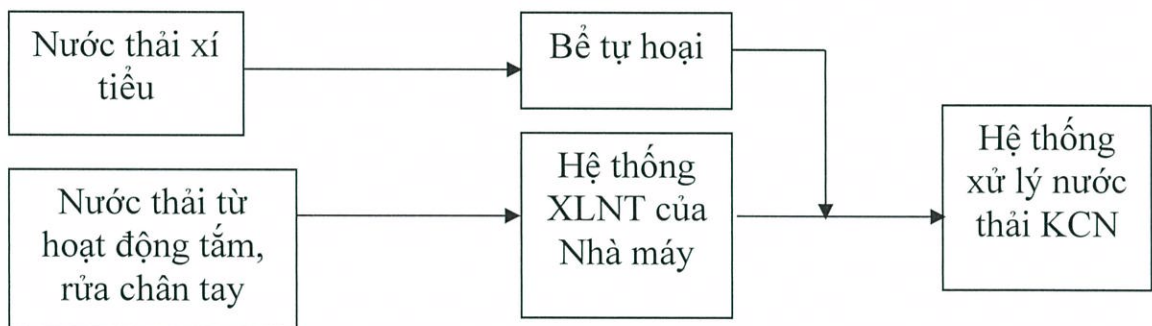 Nước thải xí
tiểu
Bể tự hoại
Nước thải từ
hoạt động tắm,
rửa chân tay
Hệ thống
XLNT của
Nhà máy
Hệ thống
xử lý nước
thải KCN